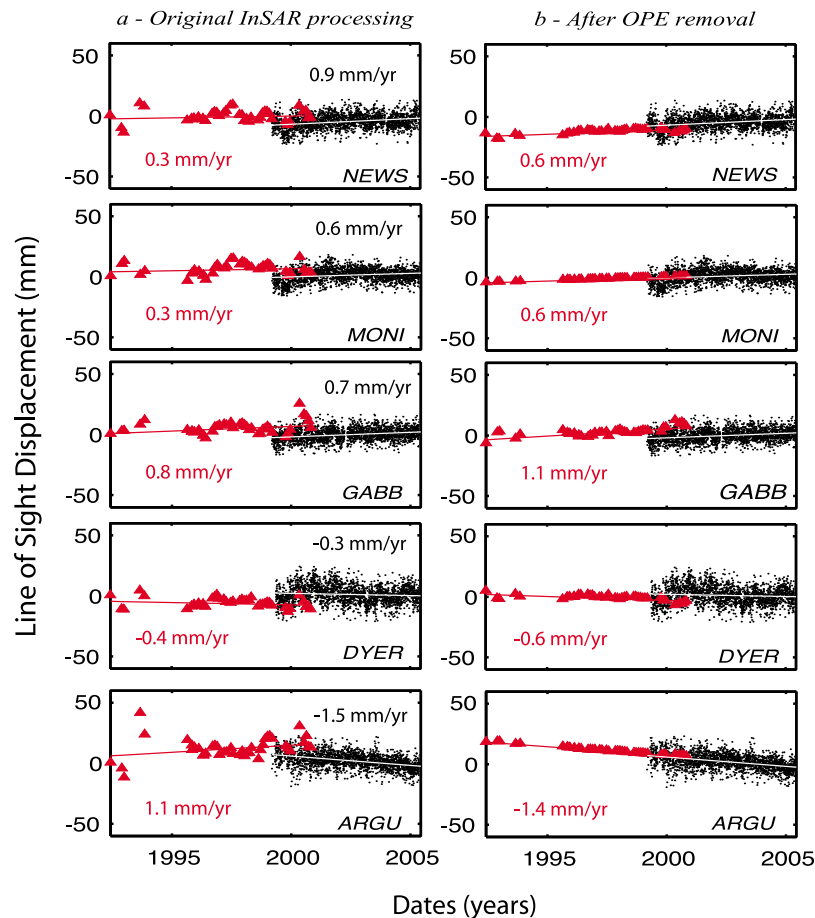 a - Original InSAR processing
b - After OPE removal
Line of Sight Displacement (mm)
50
0
-50
0.9 mm/yr
0.3 mm/yr
NEWS
50
0
-50
0.6 mm/yr
NEWS
50
0
-50
0.6 mm/yr
0.3 mm/yr
MONI
50
0
-50
0.6 mm/yr
MONI
50
0
-50
0.7 mm/yr
0.8 mm/yr
GABB
50
0
-50
1.1 mm/yr
GABB
50
0
-50
-0.3 mm/yr
-0.4 mm/yr
DYER
50
0
-50
-0.6 mm/yr
DYER
50
0
-50
-1.5 mm/yr
1.1 mm/yr
ARGU
50
0
-50
-1.4 mm/yr
ARGU
1995 2000 2005
1995 2000 2005
Dates (years)